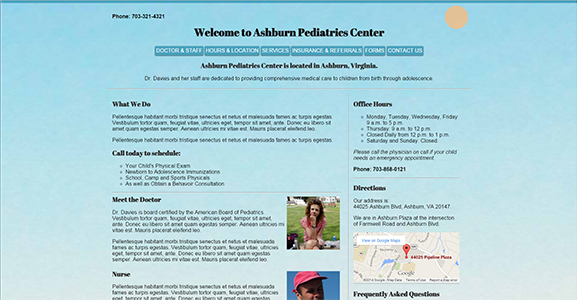 Phone: 703-321-4321
Welcome to Ashburn Pediatrics Center
DOCTOR & STAFF HOURS & LOCATION SERVICES INSURANCE & REFERRALS FORMS CONTACT US
Ashburn Pediatrics Center is located in Ashburn, Virginia.
Dr. Davies and her staff are dedicated to providing comprehensive medical care to children from birth through adolescence.
What We Do
Pellentesque habitant morbi tristique senectus et netus et malesuada fames ac turpis egestas.
Vestibulum tortor quam, feugiat vitae, ultricies eget, tempor sit amet, ante. Donec eu libero sit
amet quam egestas semper. Aenean ultricies mi vitae est. Mauris placerat eleifend leo.
Pellentesque habitant morbi tristique senectus et netus et malesuada fames ac turpis egestas.
Call today to schedule:
Your Child's Physical Exam
Newborn to Adolescence Immunizations
School, Camp and Sports Physicals
As well as Obtain a Behavior Consultation
Meet the Doctor
Dr. Davies is board certified by the American Board of Pediatrics.
Vestibulum tortor quam, feugiat vitae, ultricies eget, tempor sit
amet, ante. Donec eu libero sit amet quam egestas semper. Aenean ultricies mi
vitae est. Mauris placerat eleifend leo.
Pellentesque habitant morbi tristique senectus et netus et malesuada
fames ac turpis egestas. Vestibulum tortor quam, feugiat vitae, ultricies
eget, tempor sit amet, ante. Donec eu libero sit amet quam egestas
semper. Aenean ultricies mi vitae est. Mauris placerat eleifend leo.
Nurse
Pellentesque habitant morbi tristique senectus et netus et malesuada
fames ac turpis egestas. Vestibulum tortor quam, feugiat vitae, ultricies
eget, tempor sit amet, ante. Donec eu libero sit amet quam egestas
Office Hours
Monday, Tuesday, Wednesday, Friday
9 a.m. to 5 p.m.
Thursday: 9 a.m. to 12 p.m.
Closed Daily from 12 p.m. to 1 p.m.
Saturday and Sunday: Closed.
Please call the physician on call if your child
needs an emergency appointment.
Phone: 703-868-0121
Directions
Our address is:
44025 Ashburn Blvd, Ashburn, VA 20147.
We are in Ashburn Plaza at the intersection
of Farmwell Road and Ashburn Blvd.
View on Google Maps
44025 Pipeline Plaza
Google
Frequently Asked Questions